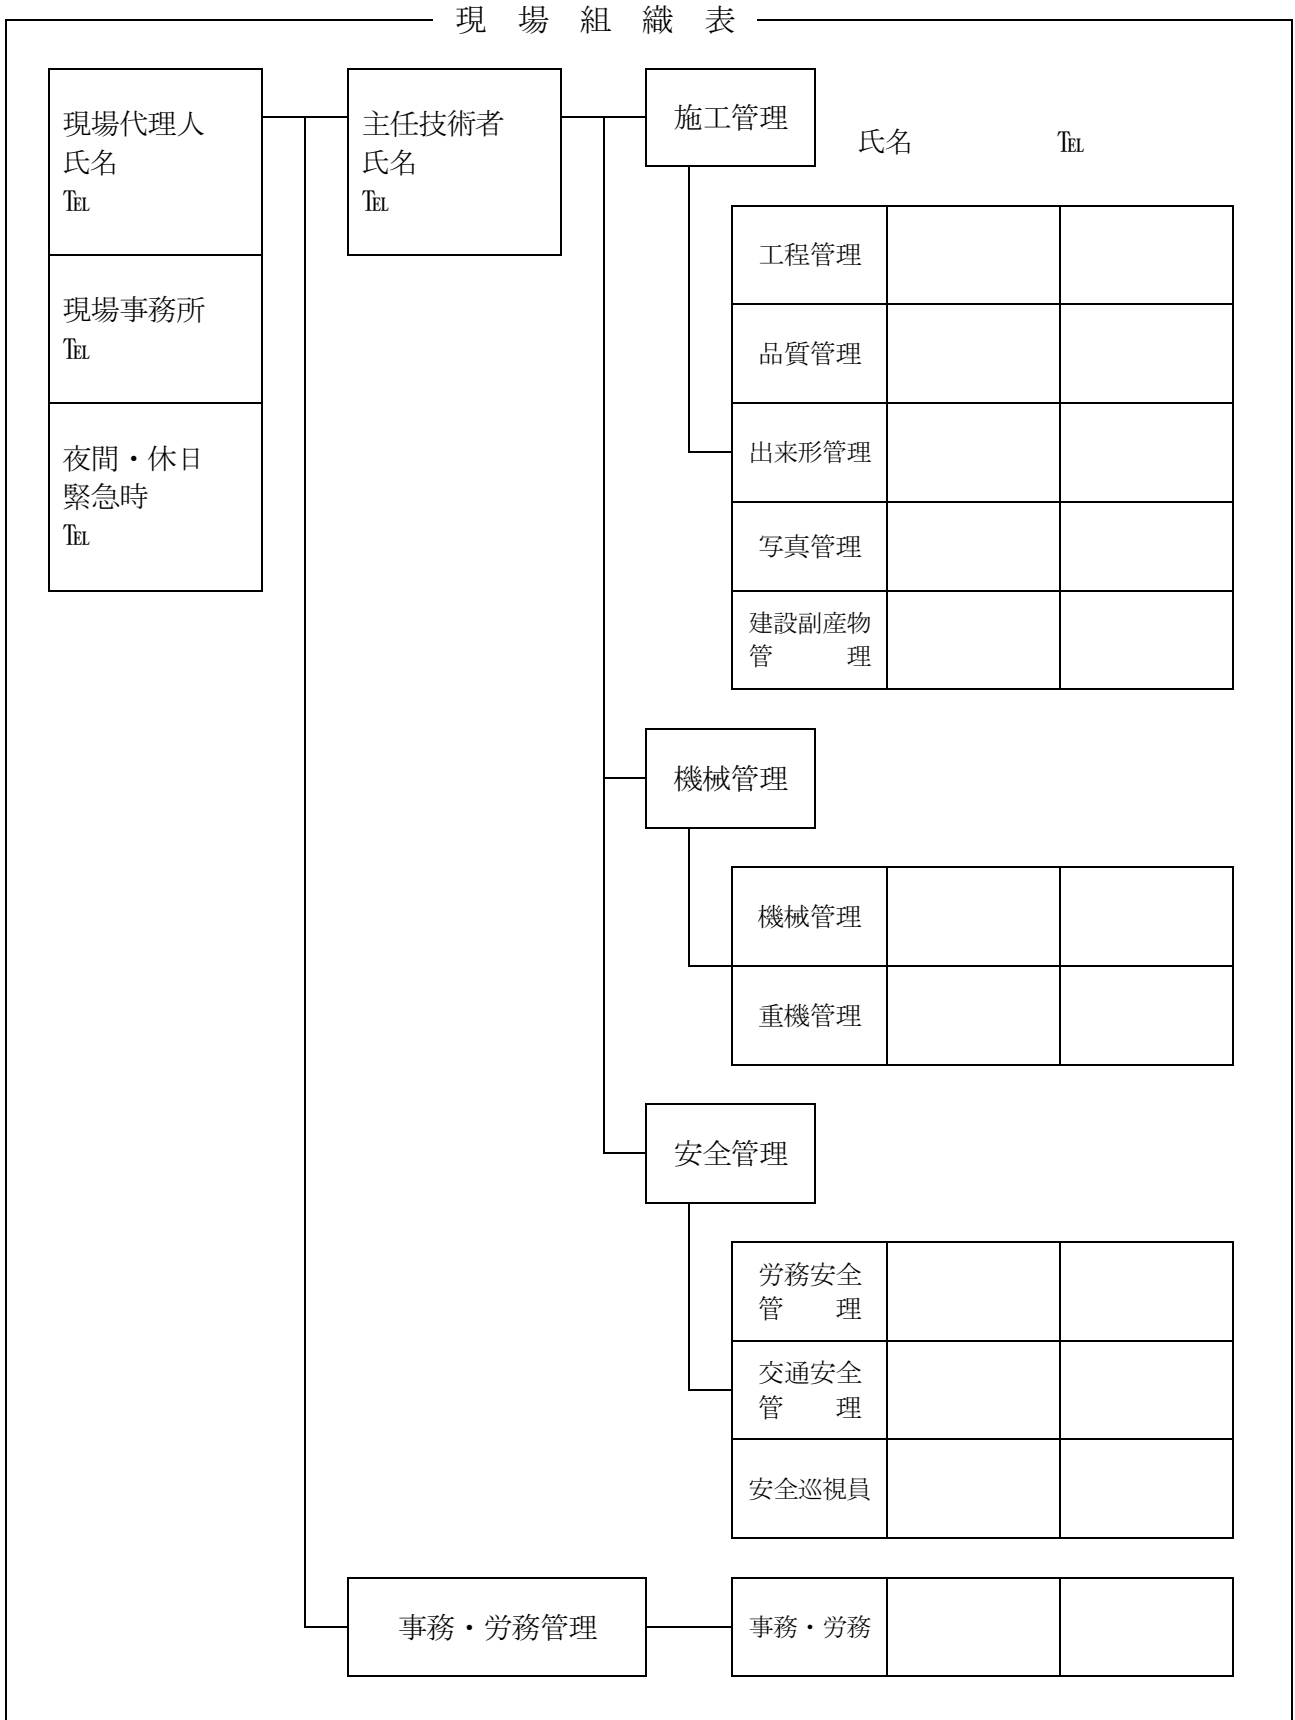 現　場　組　織　表
現場代理人
氏名
℡
現場事務所
℡
夜間・休日
緊急時
℡
主任技術者
氏名
℡
施工管理
氏名　　　　　℡
工程管理
品質管理
出来形管理
写真管理
建設副産物
管　　　理
機械管理
機械管理
重機管理
安全管理
労務安全
管　　理
交通安全
管　　理
安全巡視員
事務・労務管理
事務・労務